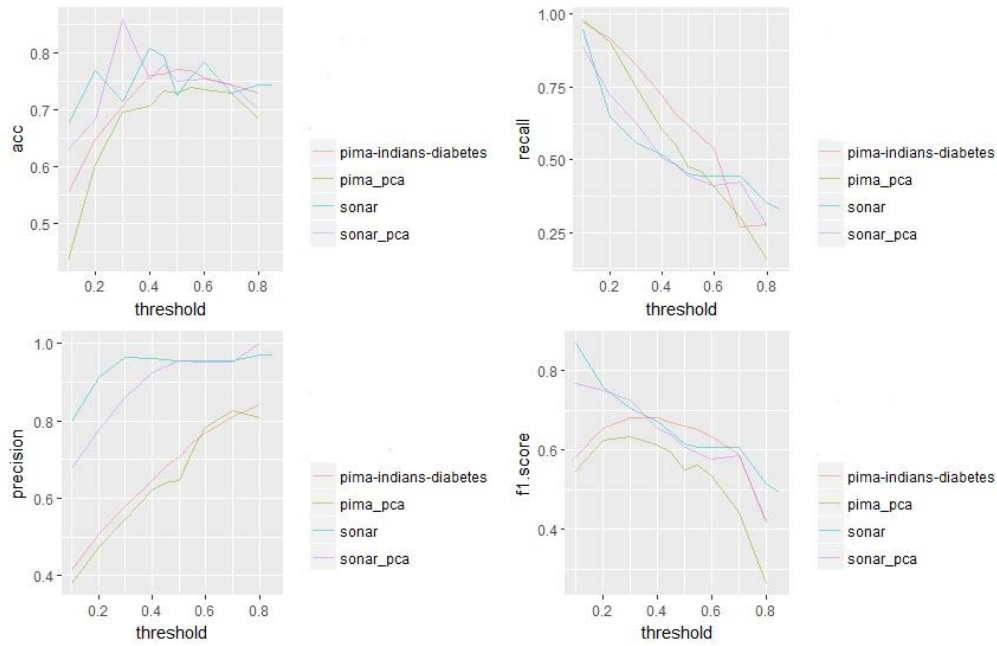 acc
0.8
0.7
0.6
0.5
0.2 0.4 0.6 0.8
threshold
pima-indians-diabetes
pima_pca
sonar
sonar_pca
recall
1.00
0.75
0.50
0.25
0.2 0.4 0.6 0.8
threshold
pima-indians-diabetes
pima_pca
sonar
sonar_pca
precision
1.0
0.8
0.6
0.4
0.2 0.4 0.6 0.8
threshold
pima-indians-diabetes
pima_pca
sonar
sonar_pca
f1.score
0.8
0.6
0.4
0.2 0.4 0.6 0.8
threshold
pima-indians-diabetes
pima_pca
sonar
sonar_pca